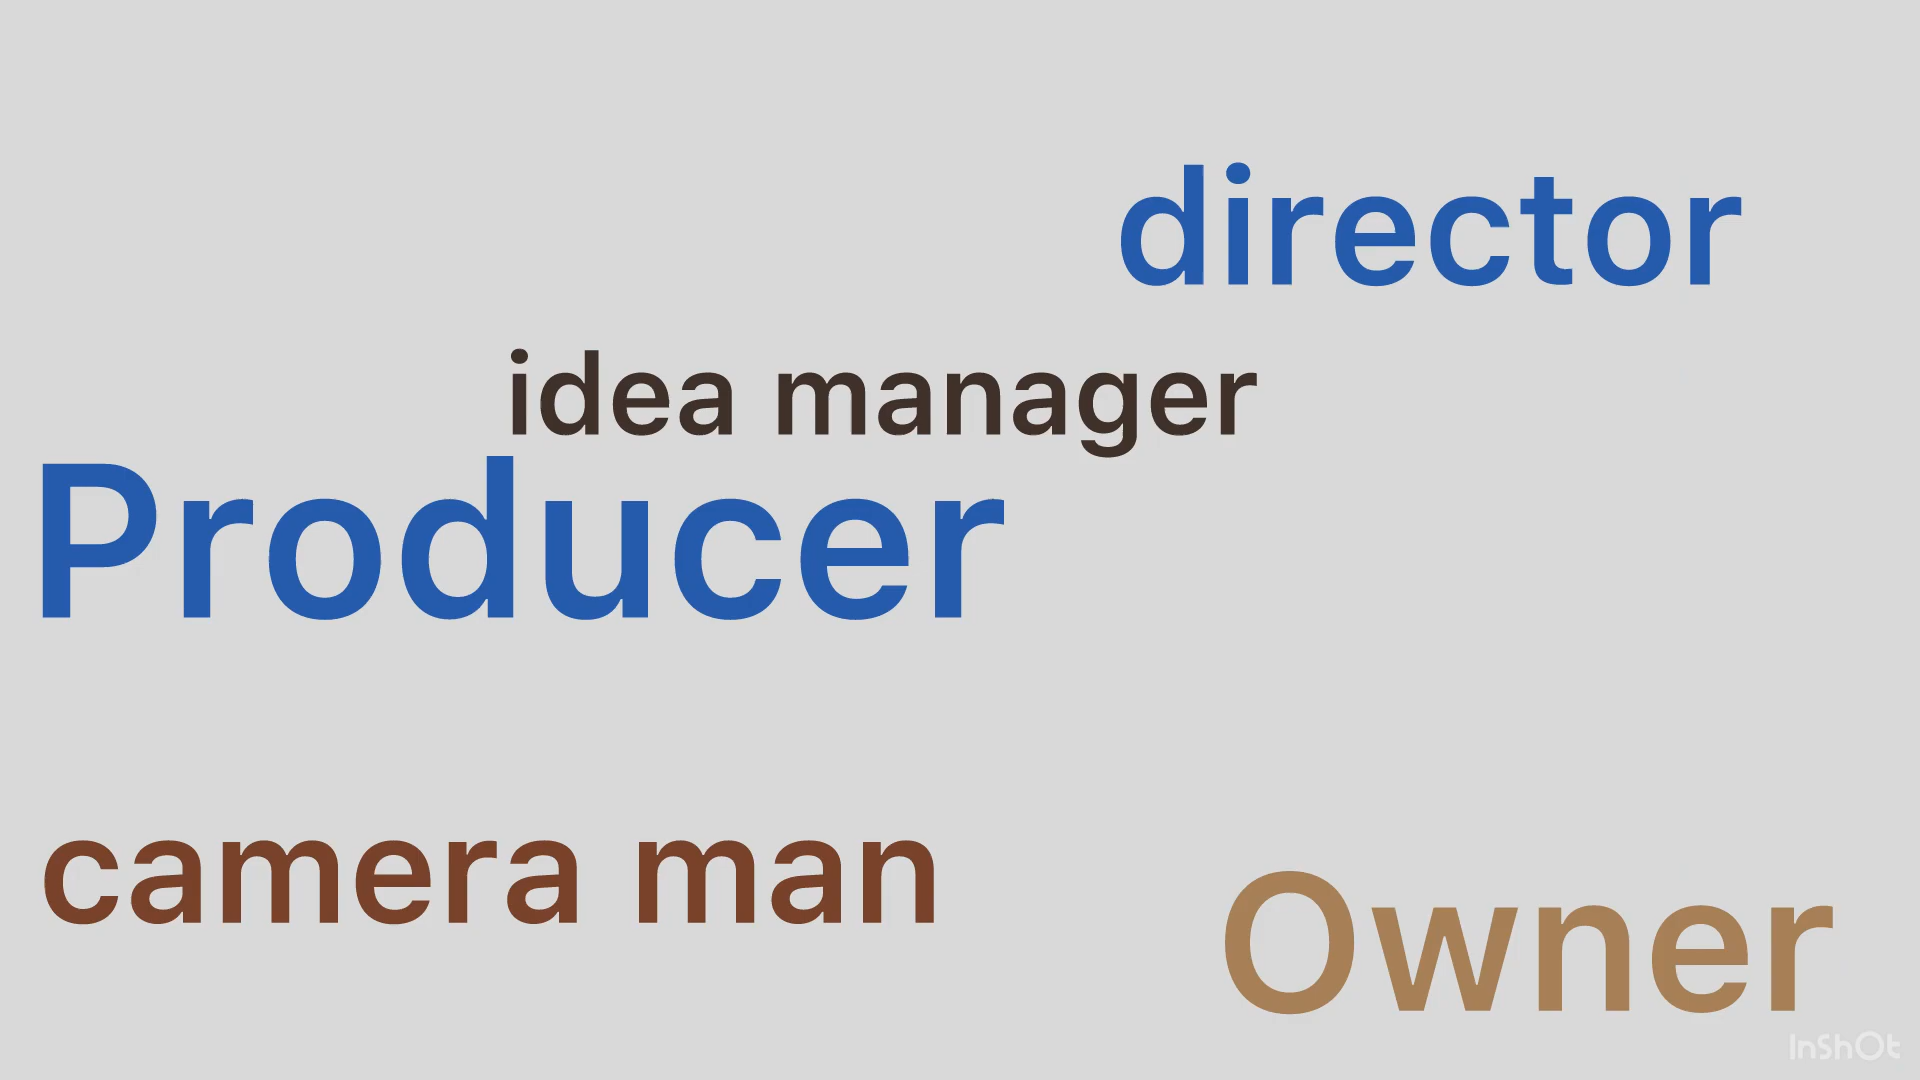 director
idea manager
Producer
camera man
Owner
InShOt